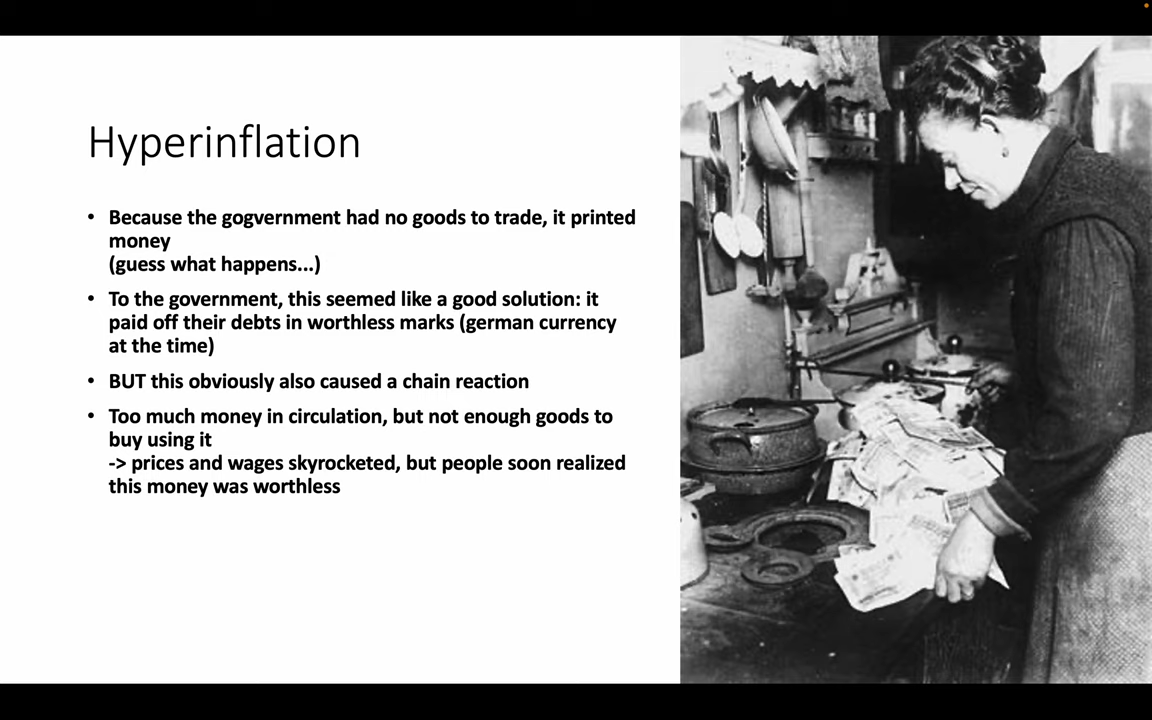 Hyperinflation
• Because the gogvernment had no goods to trade, it printed
money
(guess what happens...)
• To the government, this seemed like a good solution: it
paid off their debts in worthless marks (german currency
at the time)
• BUT this obviously also caused a chain reaction
• Too much money in circulation, but not enough goods to
buy using it
-> prices and wages skyrocketed, but people soon realized
this money was worthless